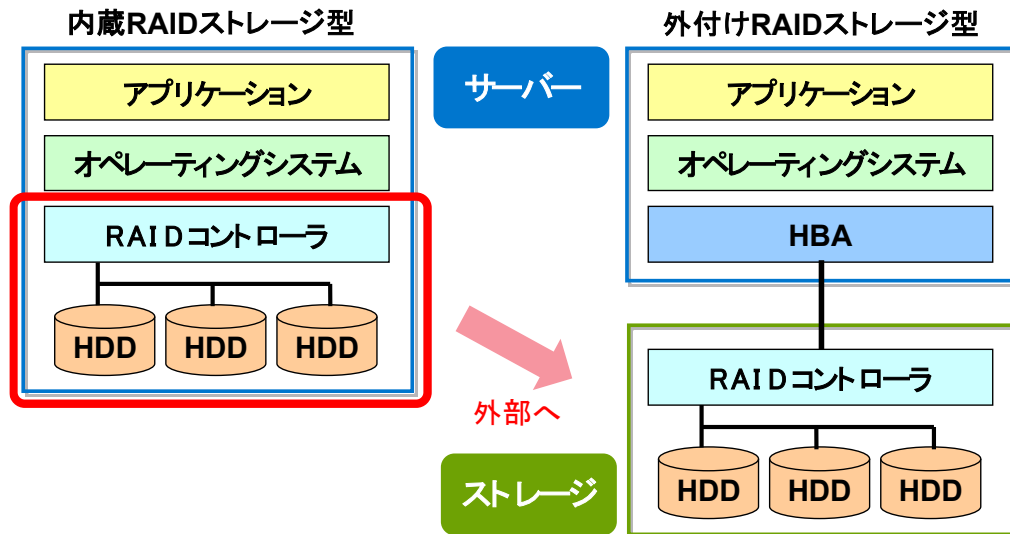 内蔵RAIDストレージ型
アプリケーション
オペレーティングシステム
RAIDコントローラ
HDD HDD HDD
サーバー
外部へ
ストレージ
外付けRAIDストレージ型
アプリケーション
オペレーティングシステム
HBA
RAIDコントローラ
HDD HDD HDD